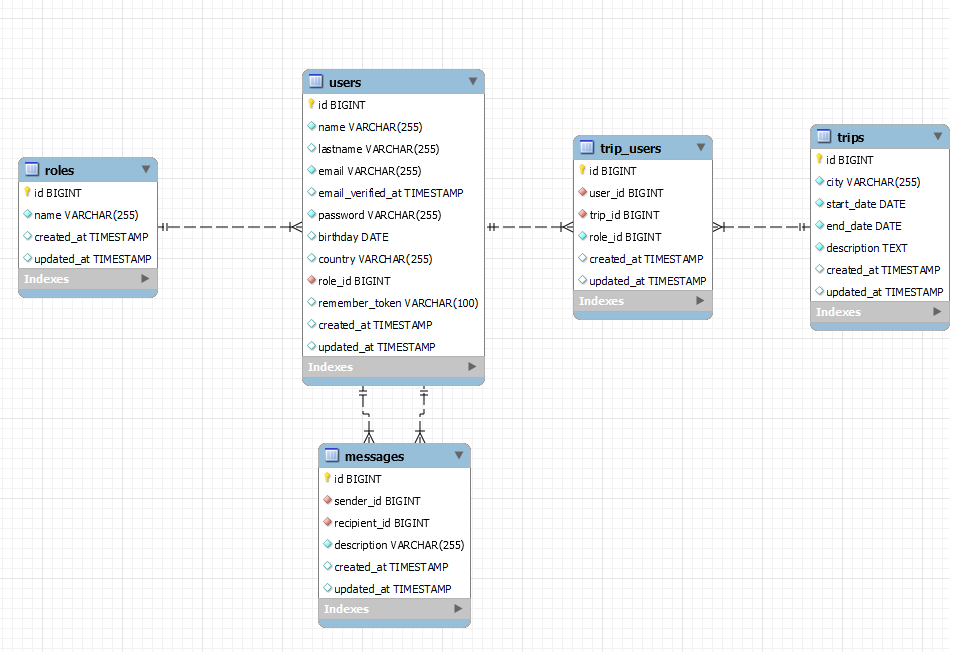 roles
id BIGINT
name VARCHAR(255)
created_at TIMESTAMP
updated_at TIMESTAMP
Indexes
users
id BIGINT
name VARCHAR(255)
lastname VARCHAR(255)
email VARCHAR(255)
email_verified_at TIMESTAMP
password VARCHAR(255)
birthday DATE
country VARCHAR(255)
role_id BIGINT
remember_token VARCHAR(100)
created_at TIMESTAMP
updated_at TIMESTAMP
Indexes
trip_users
id BIGINT
user_id BIGINT
trip_id BIGINT
role_id BIGINT
created_at TIMESTAMP
updated_at TIMESTAMP
Indexes
trips
id BIGINT
city VARCHAR(255)
start_date DATE
end_date DATE
description TEXT
created_at TIMESTAMP
updated_at TIMESTAMP
Indexes
messages
id BIGINT
sender_id BIGINT
recipient_id BIGINT
description VARCHAR(255)
created_at TIMESTAMP
updated_at TIMESTAMP
Indexes